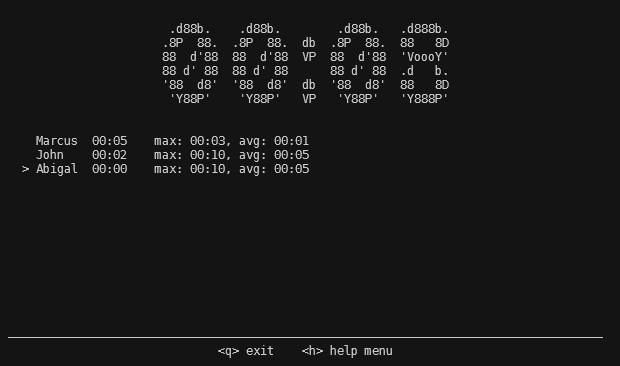 .d88b.    .d88b.        .d88b.   .d888b.
.8P  88.  .8P  88.  db  .8P  88.  88   8D
88  d'88  88  d'88  VP  88  d'88  'VoooY'
88 d' 88  88 d' 88      88 d' 88  .d   b.
'88  d8'  '88  d8'  db  '88  d8'  88   8D
 'Y88P'    'Y88P'   VP   'Y88P'   'Y888P'
Marcus  00:05    max: 00:03, avg: 00:01
John    00:02    max: 00:10, avg: 00:05
> Abigal  00:00    max: 00:10, avg: 00:05
<q> exit    <h> help menu